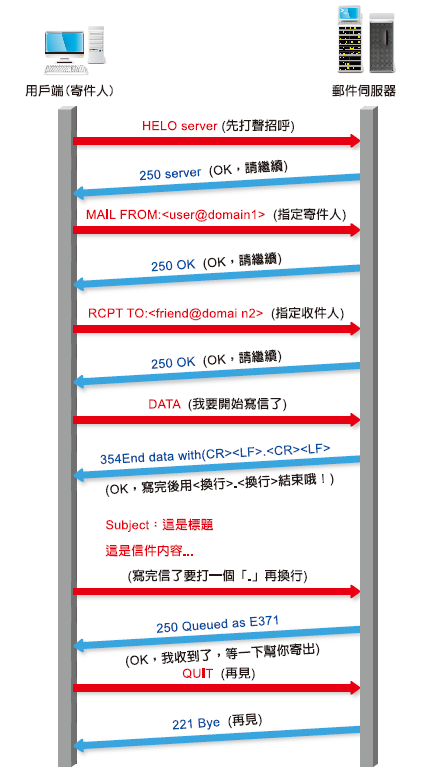 用戶端(寄件人)
郵件伺服器
HELO server (先打聲招呼)
250 server (OK，請繼續)
MAIL FROM:<user@domain1> (指定寄件人)
250 OK (OK，請繼續)
RCPT TO:<friend@domai n2> (指定收件人)
250 OK (OK，請繼續)
DATA (我要開始寫信了)
354End data with(CR><LF>.<CR><LF>
(OK，寫完後用<換行>.<換行>結束哦！)
Subject：這是標題
這是信件內容...
(寫完信了要打一個「.」再換行)
250 Queued as E371
(OK，我收到了，等一下幫你寄出)
QUIT (再見)
221 Bye (再見)